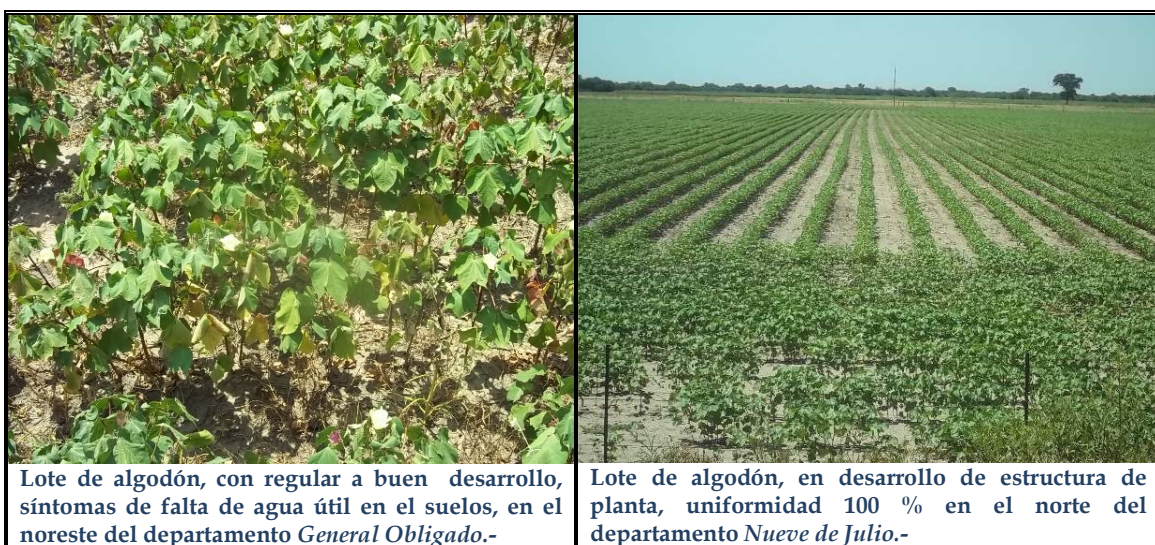 Lote de algodón, con regular a buen desarrollo,
síntomas de falta de agua útil en el suelos, en el
noreste del departamento General Obligado.-
Lote de algodón, en desarrollo de estructura de
planta, uniformidad 100 % en el norte del
departamento Nueve de Julio.-